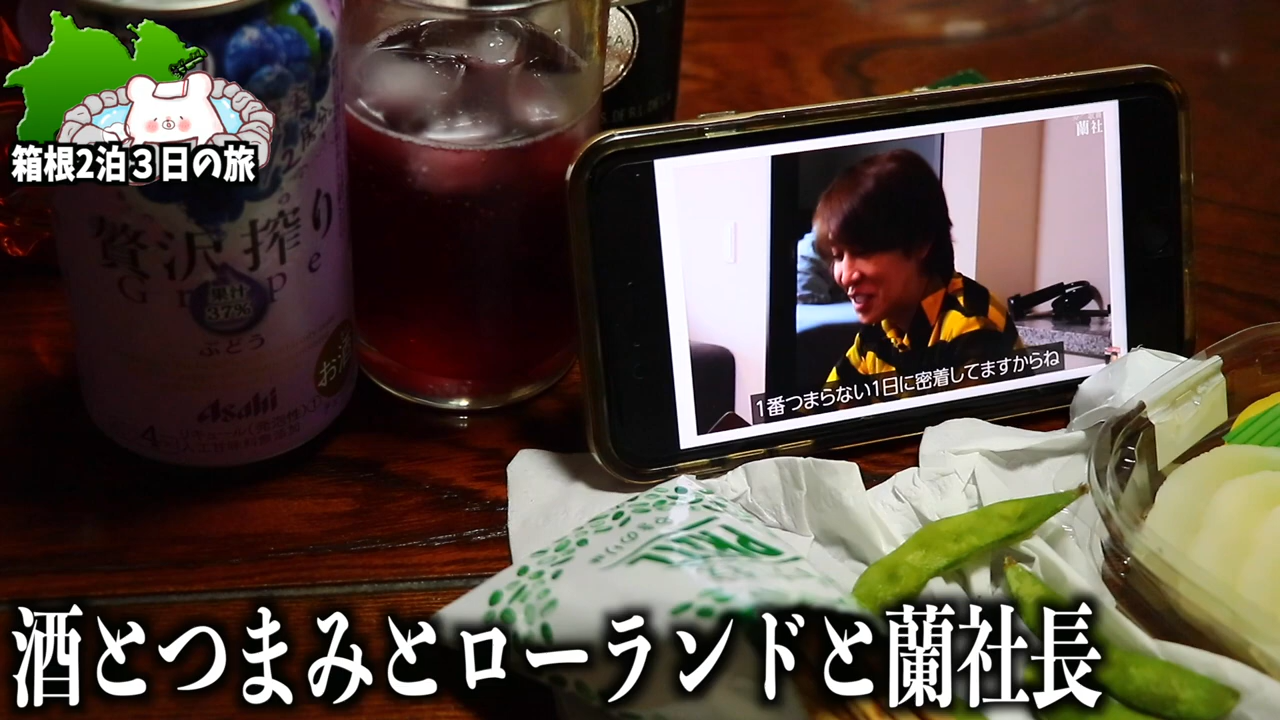 箱根2泊3日の旅
贅沢搾り
Grape
果汁
37%
ぶどう
お酒
Asahi
蘭社
1番つまらない1日に密着してますからね
酒とつまみとローランドと蘭社長